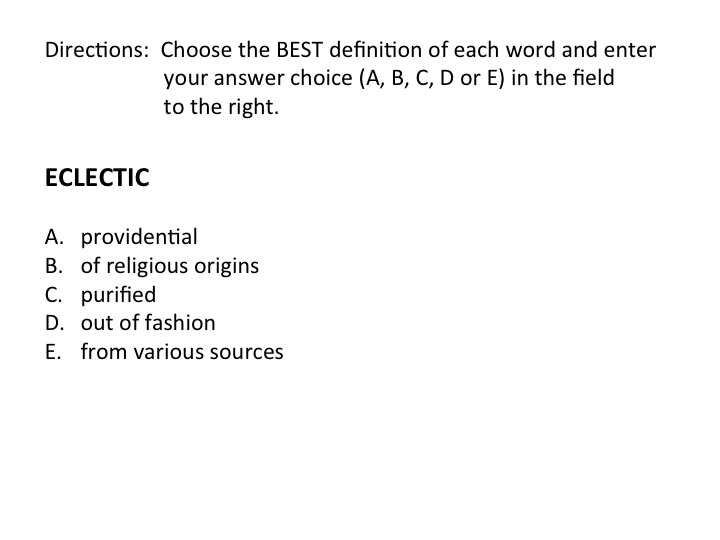 Directions:  Choose the BEST definition of each word and enter
your answer choice (A, B, C, D or E) in the field
to the right.
ECLECTIC
A. providential
B. of religious origins
C. purified
D. out of fashion
E. from various sources